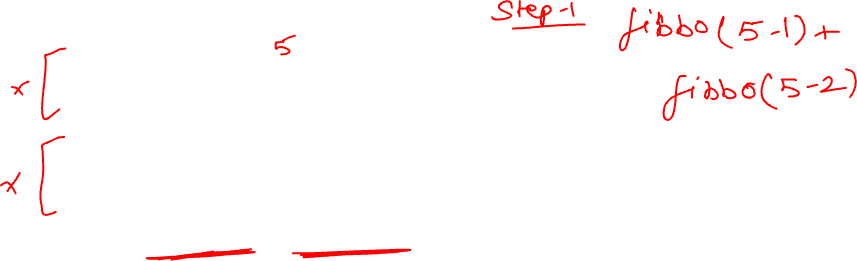 Step-1 fibbo(5-1)+
5
x [
fibbo(5-2)
x [